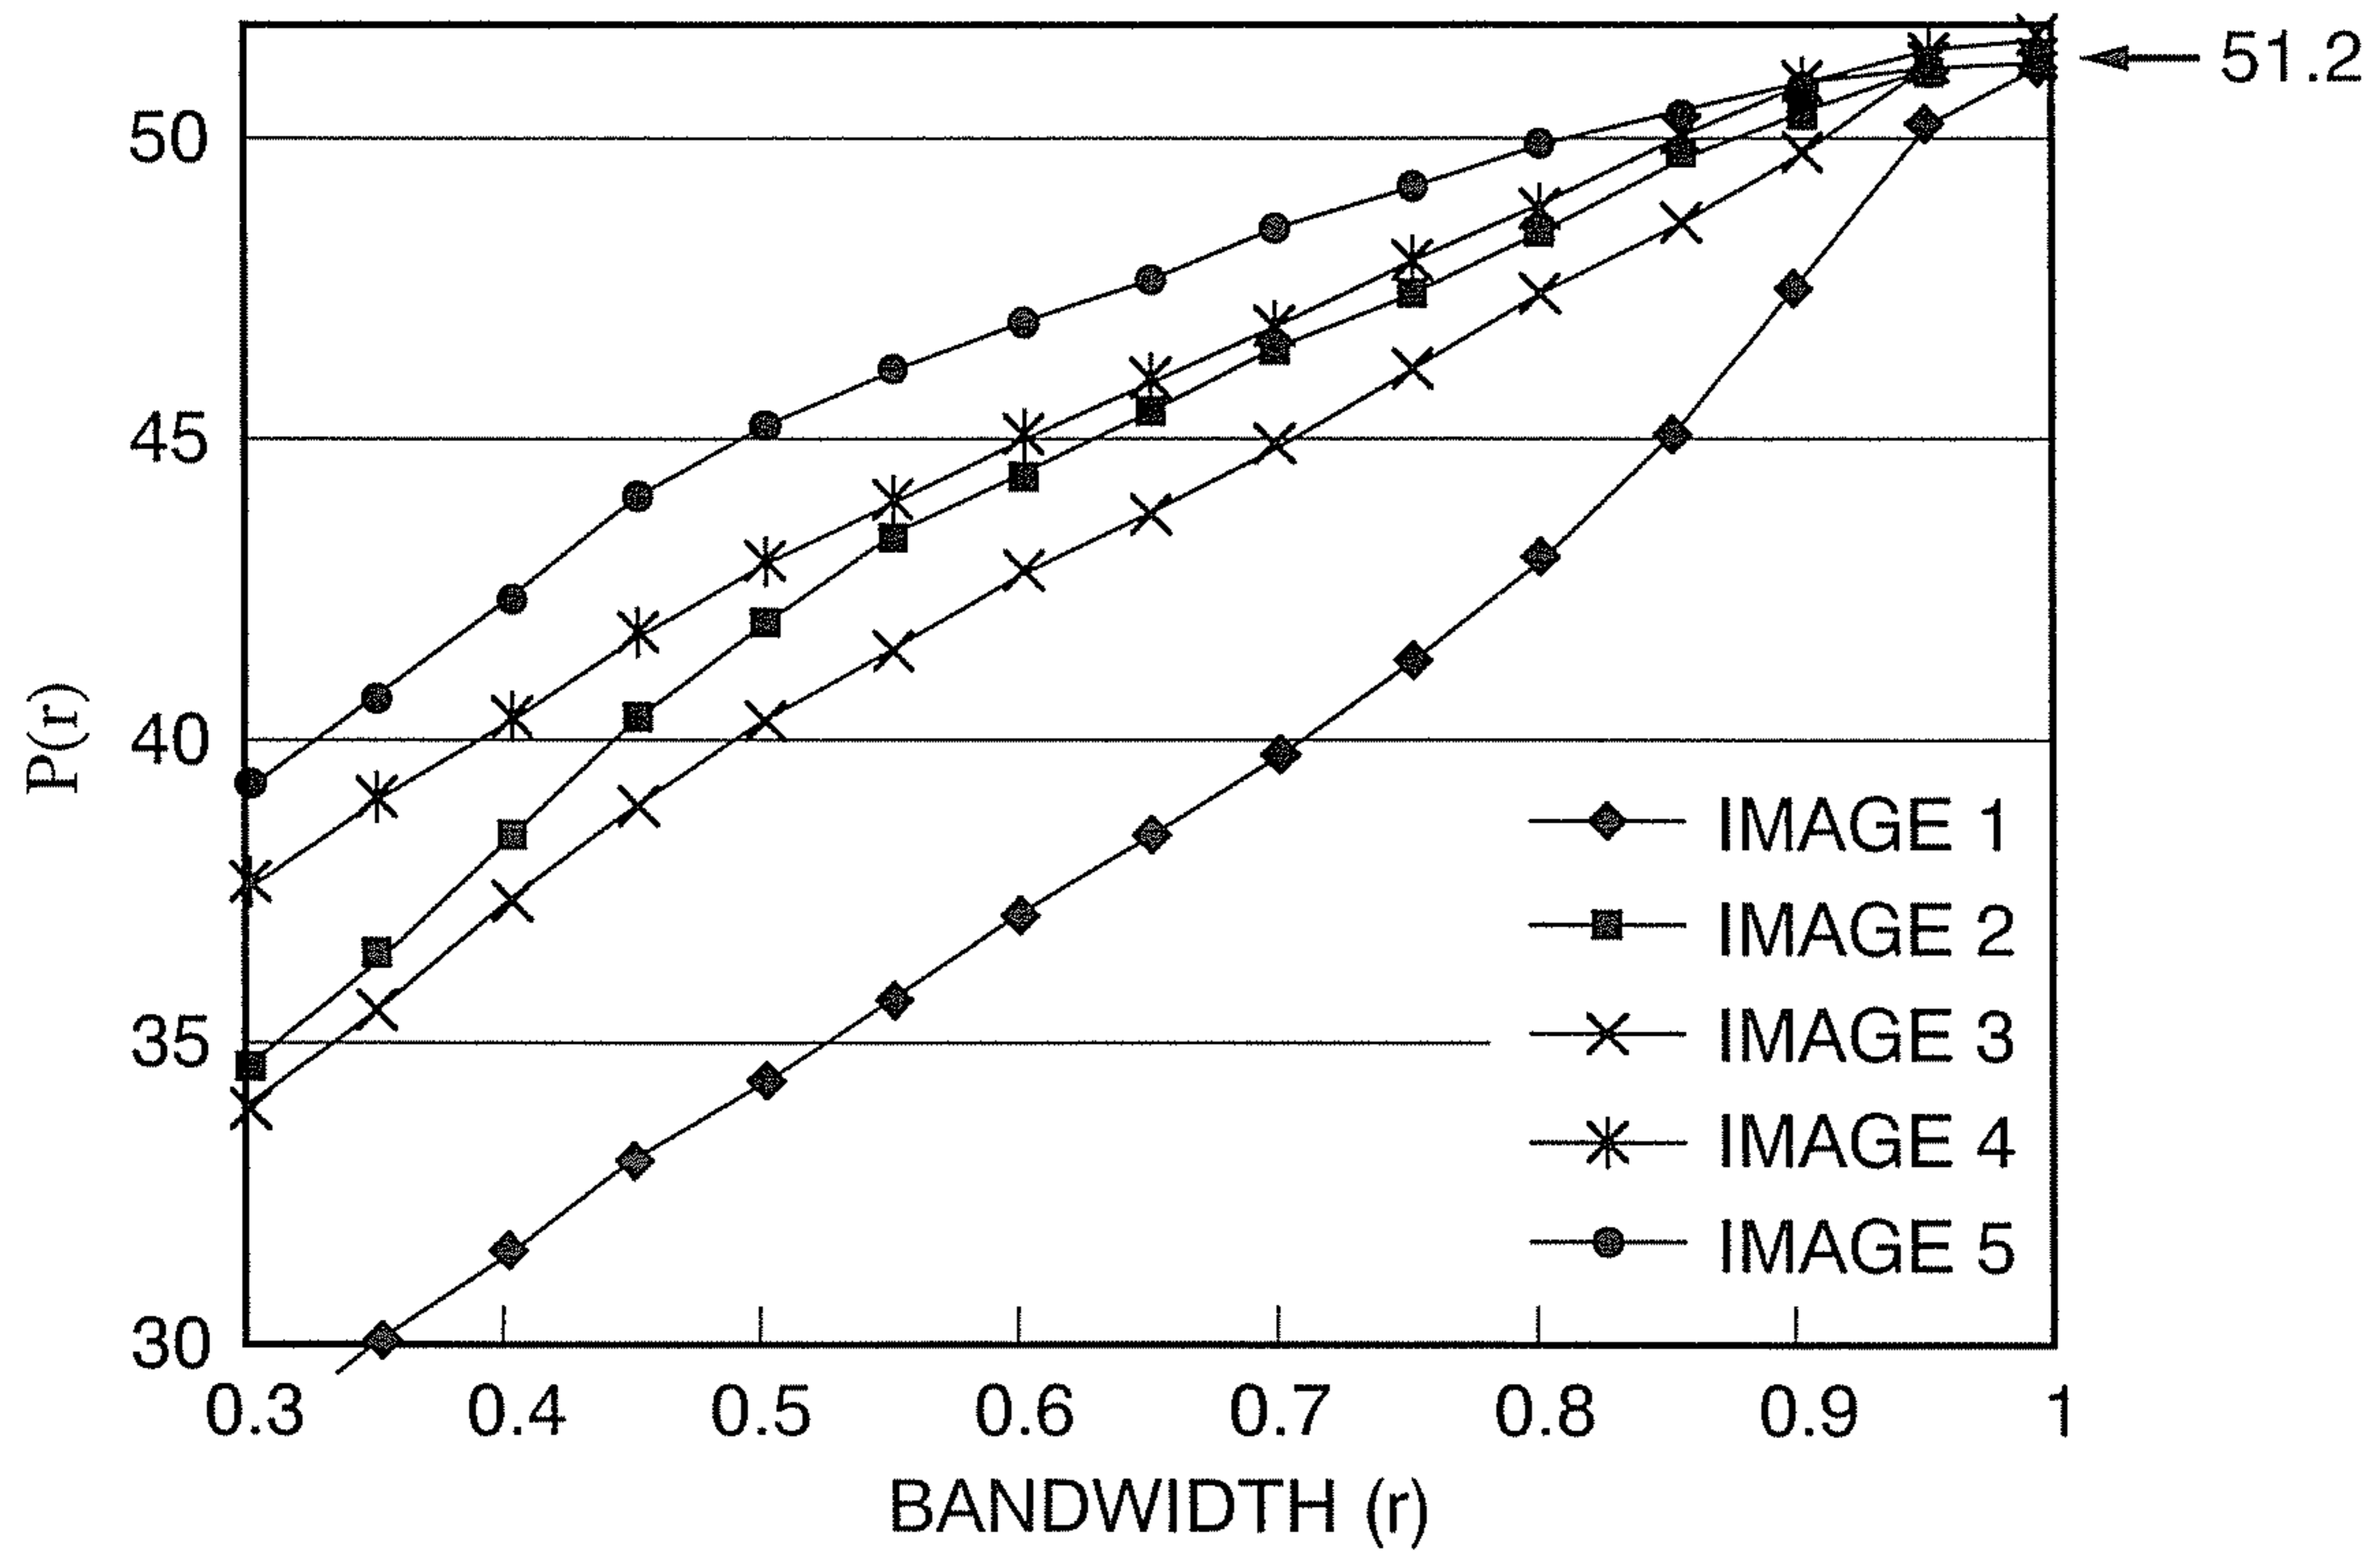 51.2
50
45
40
35
30
P(r)
IMAGE 1
IMAGE 2
IMAGE 3
IMAGE 4
IMAGE 5
0.3 0.4 0.5 0.6 0.7 0.8 0.9 1
BANDWIDTH (r)